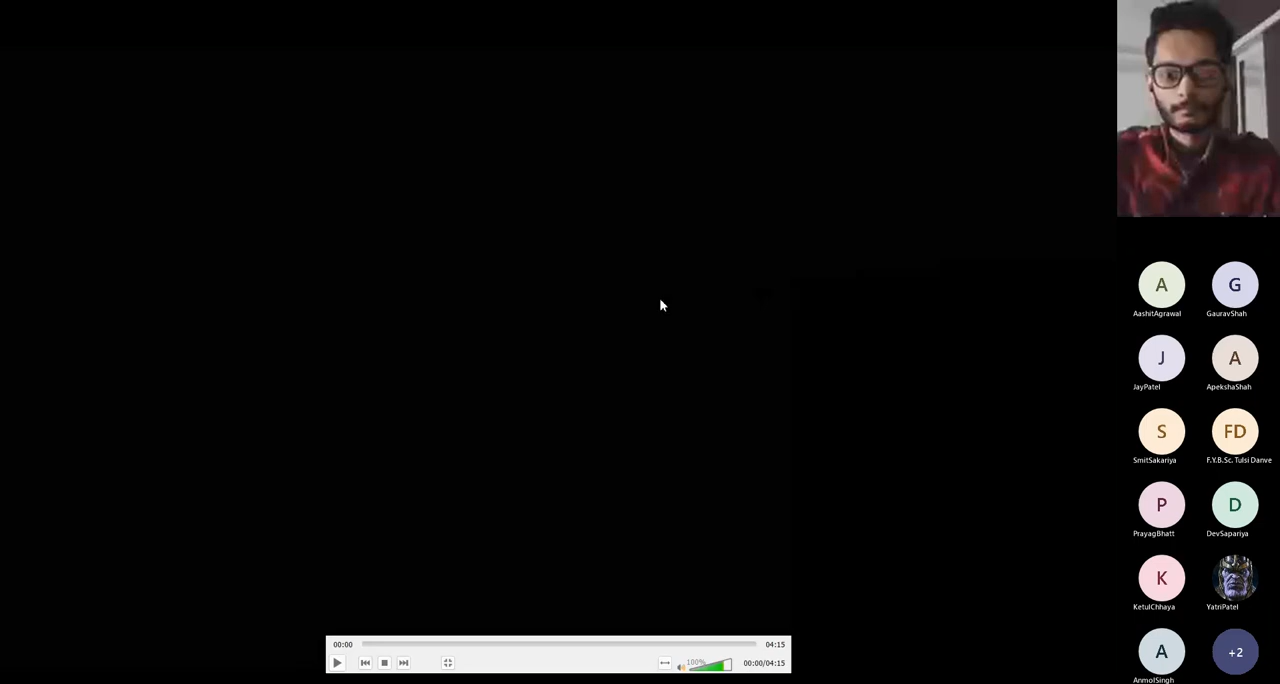 A
G
AashitAgrawal
GauravShah
J
A
JayPatel
ApekshaShah
S
FD
SmitSakariya
F.Y.B.Sc. Tulsi Danve
P
D
PrayagBhatt
DevSapariya
K
KetulChhaya
YatriPatel
A
+2
AnmolSingh
00:00
04:15
100%
00:00/04:15